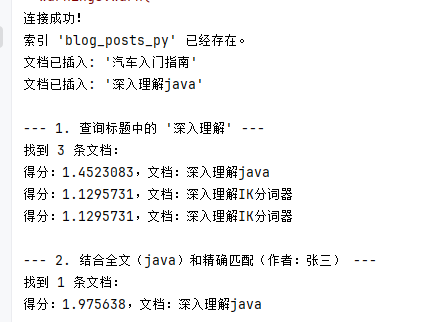 连接成功！
索引 'blog_posts_py' 已经存在。
文档已插入: '汽车入门指南'
文档已插入: '深入理解java'
--- 1. 查询标题中的 '深入理解' ---
找到 3 条文档：
得分：1.4523083，文档：深入理解java
得分：1.1295731，文档：深入理解IK分词器
得分：1.1295731，文档：深入理解IK分词器
--- 2. 结合全文（java）和精确匹配（作者：张三） ---
找到 1 条文档：
得分：1.975638，文档：深入理解java